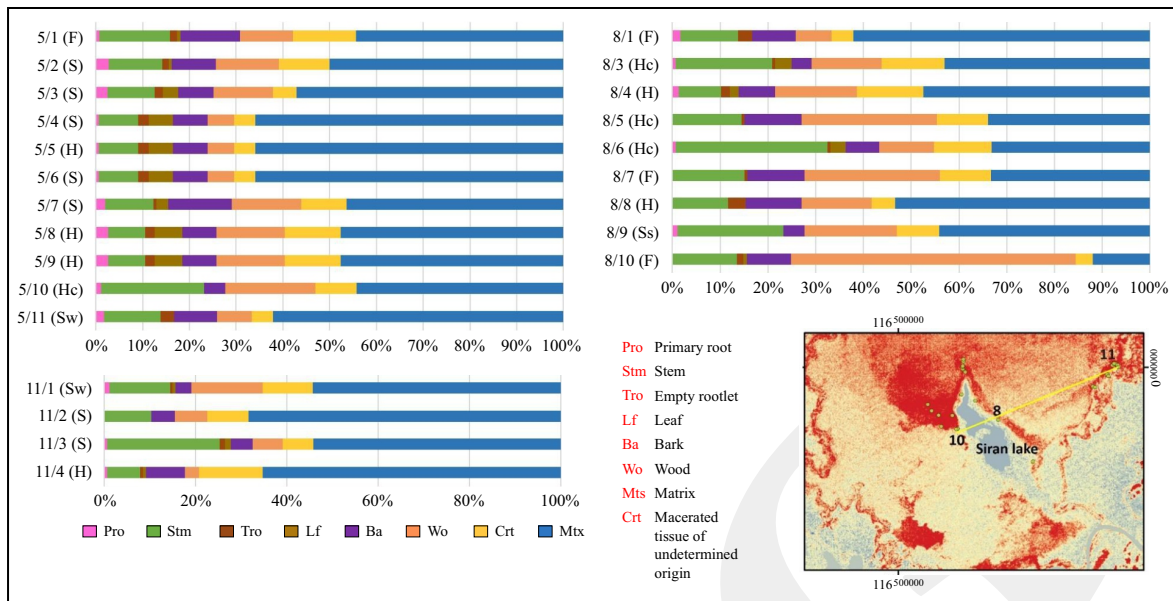 5/1 (F)
5/2 (S)
5/3 (S)
5/4 (S)
5/5 (H)
5/6 (S)
5/7 (S)
5/8 (H)
5/9 (H)
5/10 (Hc)
5/11 (Sw)
0% 10% 20% 30% 40% 50% 60% 70% 80% 90% 100%
8/1 (F)
8/3 (Hc)
8/4 (H)
8/5 (Hc)
8/6 (Hc)
8/7 (F)
8/8 (H)
8/9 (Ss)
8/10 (F)
0% 10% 20% 30% 40% 50% 60% 70% 80% 90% 100%
11/1 (Sw)
11/2 (S)
11/3 (S)
11/4 (H)
0% 20% 40% 60% 80% 100%
Pro Stm Tro Lf Ba Wo Crt Mtx
Pro Primary root
Stm Stem
Tro Empty rootlet
Lf Leaf
Ba Bark
Wo Wood
Mts Matrix
Crt Macerated
tissue of
undetermined
origin
116 500000
11
8
10
Siran lake
0 000000
116 500000